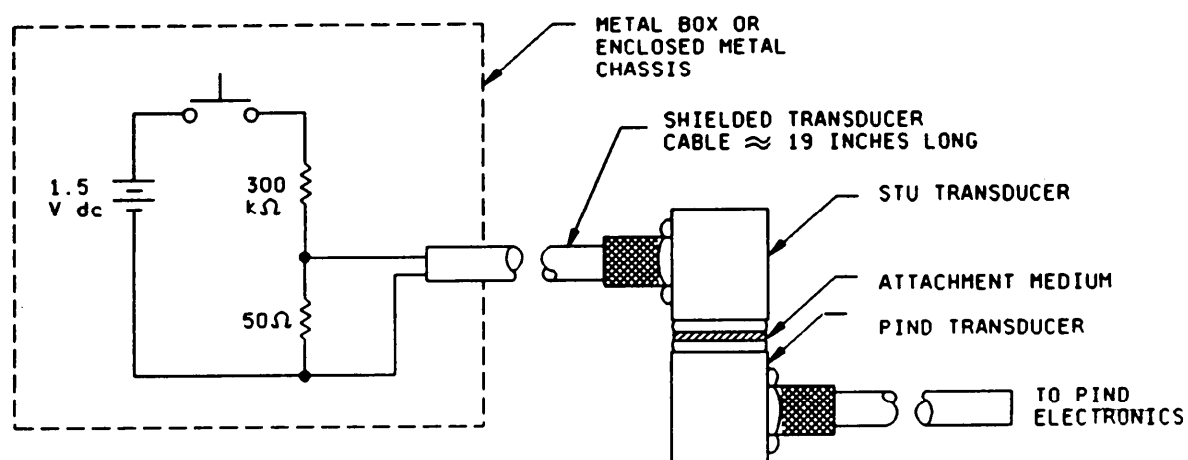 METAL BOX OR
ENCLOSED METAL
CHASSIS
SHIELDED TRANSDUCER
CABLE ≈ 19 INCHES LONG
1.5
V dc
300
kΩ
STU TRANSDUCER
ATTACHMENT MEDIUM
50Ω
PIND TRANSDUCER
TO PIND
ELECTRONICS